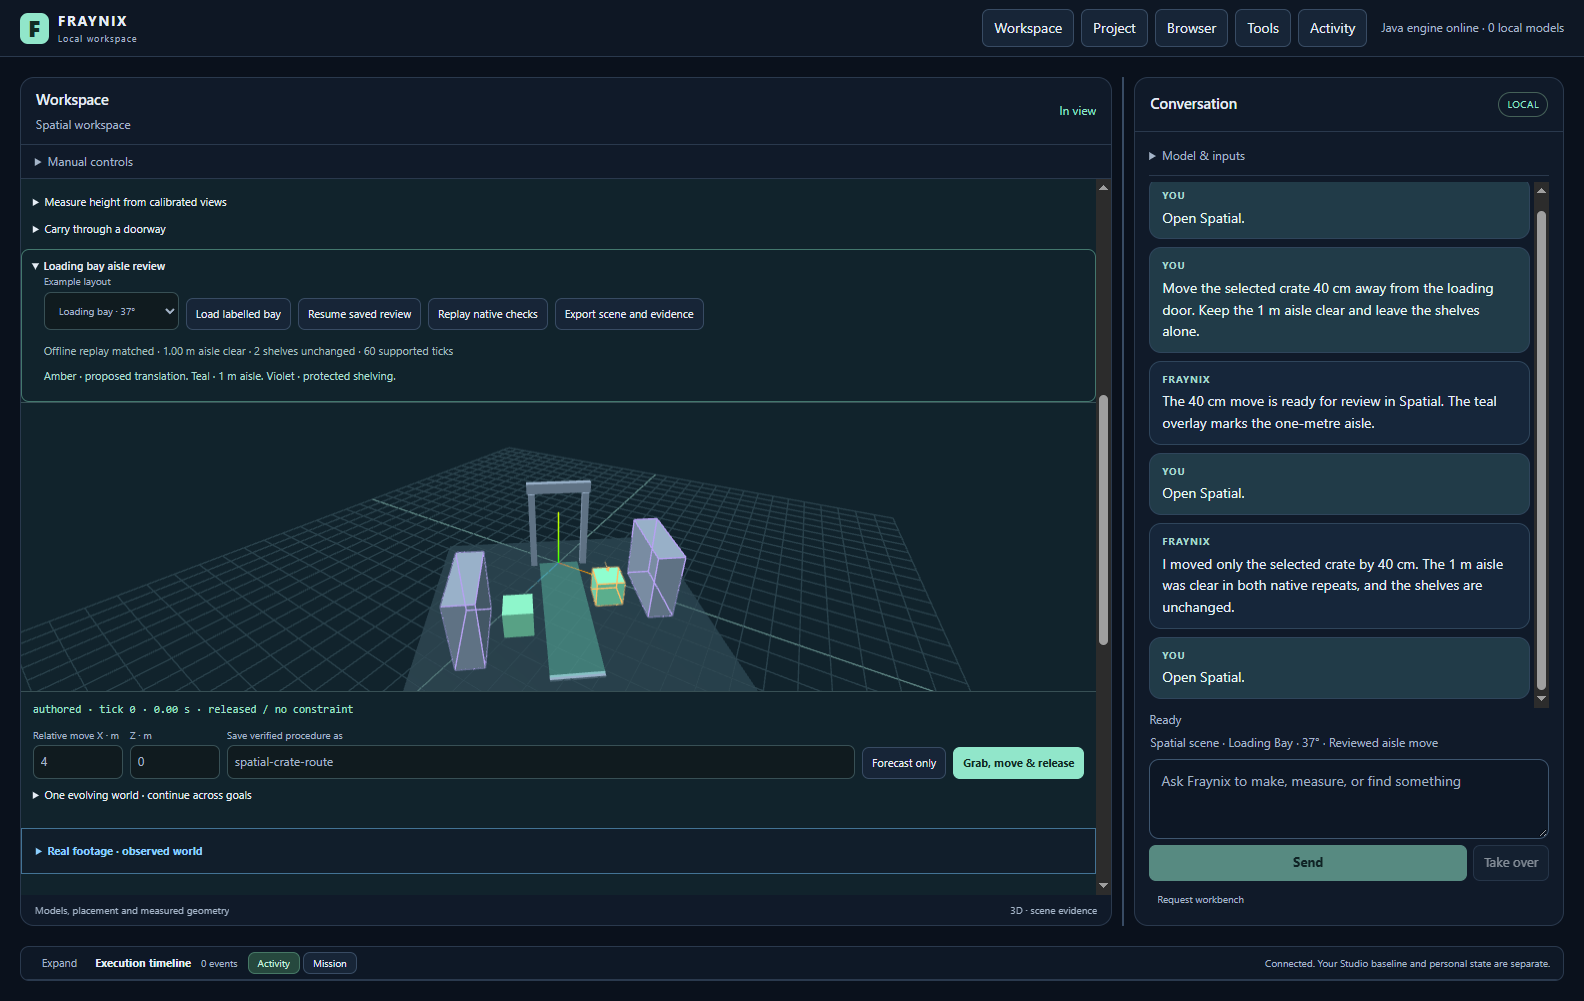 F FRAYNIX
Local workspace
Workspace Project Browser Tools Activity Java engine online · 0 local models
Workspace
Spatial workspace
In view
Manual controls
Measure height from calibrated views
Carry through a doorway
Loading bay aisle review
Example layout
Loading bay · 37° Load labelled bay Resume saved review Replay native checks Export scene and evidence
Offline replay matched · 1.00 m aisle clear · 2 shelves unchanged · 60 supported ticks
Amber · proposed translation. Teal · 1 m aisle. Violet · protected shelving.
authored · tick 0 · 0.00 s · released / no constraint
Relative move X · m Z · m Save verified procedure as
4 0 spatial-crate-route Forecast only Grab, move & release
One evolving world · continue across goals
Real footage · observed world
Models, placement and measured geometry 3D · scene evidence
Conversation LOCAL
Model & inputs
YOU
Open Spatial.
YOU
Move the selected crate 40 cm away from the loading
door. Keep the 1 m aisle clear and leave the shelves
alone.
FRAYNIX
The 40 cm move is ready for review in Spatial. The teal
overlay marks the one-metre aisle.
YOU
Open Spatial.
FRAYNIX
I moved only the selected crate by 40 cm. The 1 m aisle
was clear in both native repeats, and the shelves are
unchanged.
YOU
Open Spatial.
Ready
Spatial scene · Loading Bay · 37° · Reviewed aisle move
Ask Fraynix to make, measure, or find something
Send Take over
Request workbench
Expand Execution timeline 0 events Activity Mission Connected. Your Studio baseline and personal state are separate.